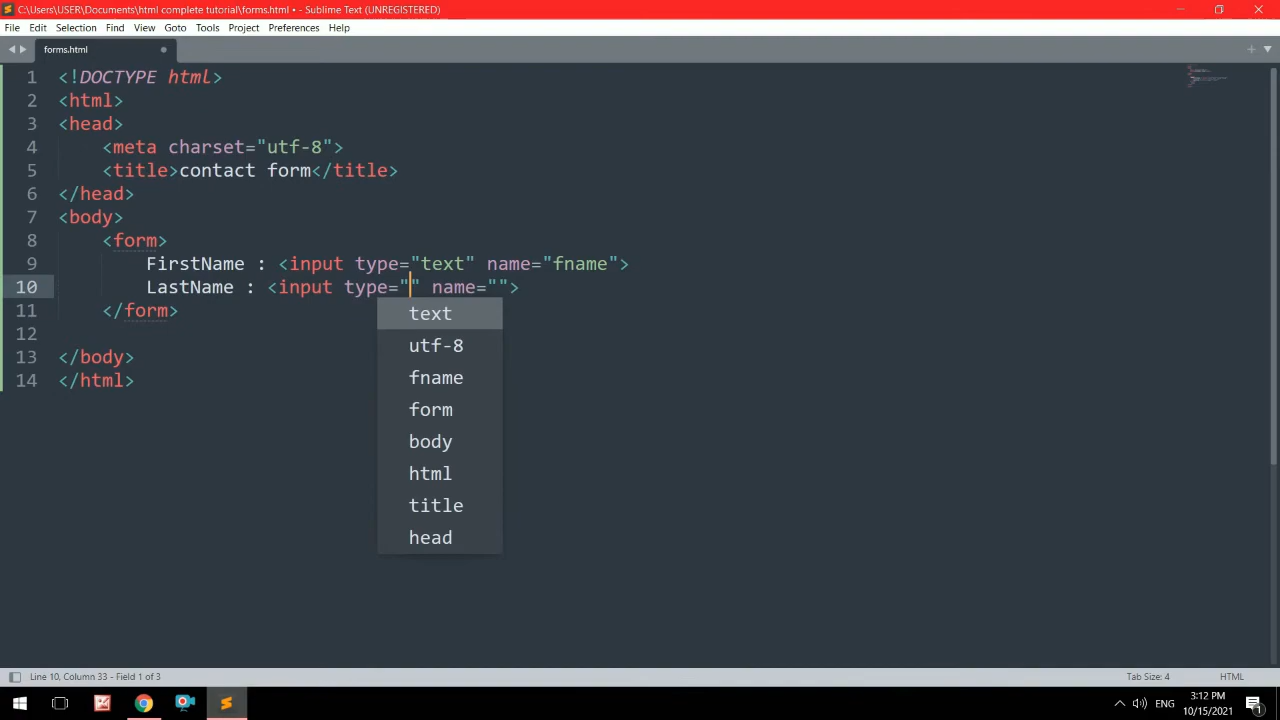 C:\Users\USER\Documents\html complete tutorial\forms.html • - Sublime Text (UNREGISTERED)
File Edit Selection Find View Goto Tools Project Preferences Help
forms.html
1 <!DOCTYPE html>
2 <html>
3 <head>
4 <meta charset="utf-8">
5 <title>contact form</title>
6 </head>
7 <body>
8 <form>
9 FirstName : <input type="text" name="fname">
10 LastName : <input type="" name="">
11 </form>
12
13 </body>
14 </html>
text
utf-8
fname
form
body
html
title
head
Line 10, Column 33 - Field 1 of 3 Tab Size: 4 HTML
ENG 3:12 PM
10/15/2021 1